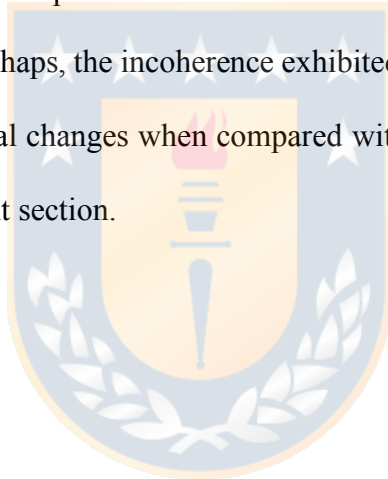 haps, the incoherence exhibited
al changes when compared wit
t section.